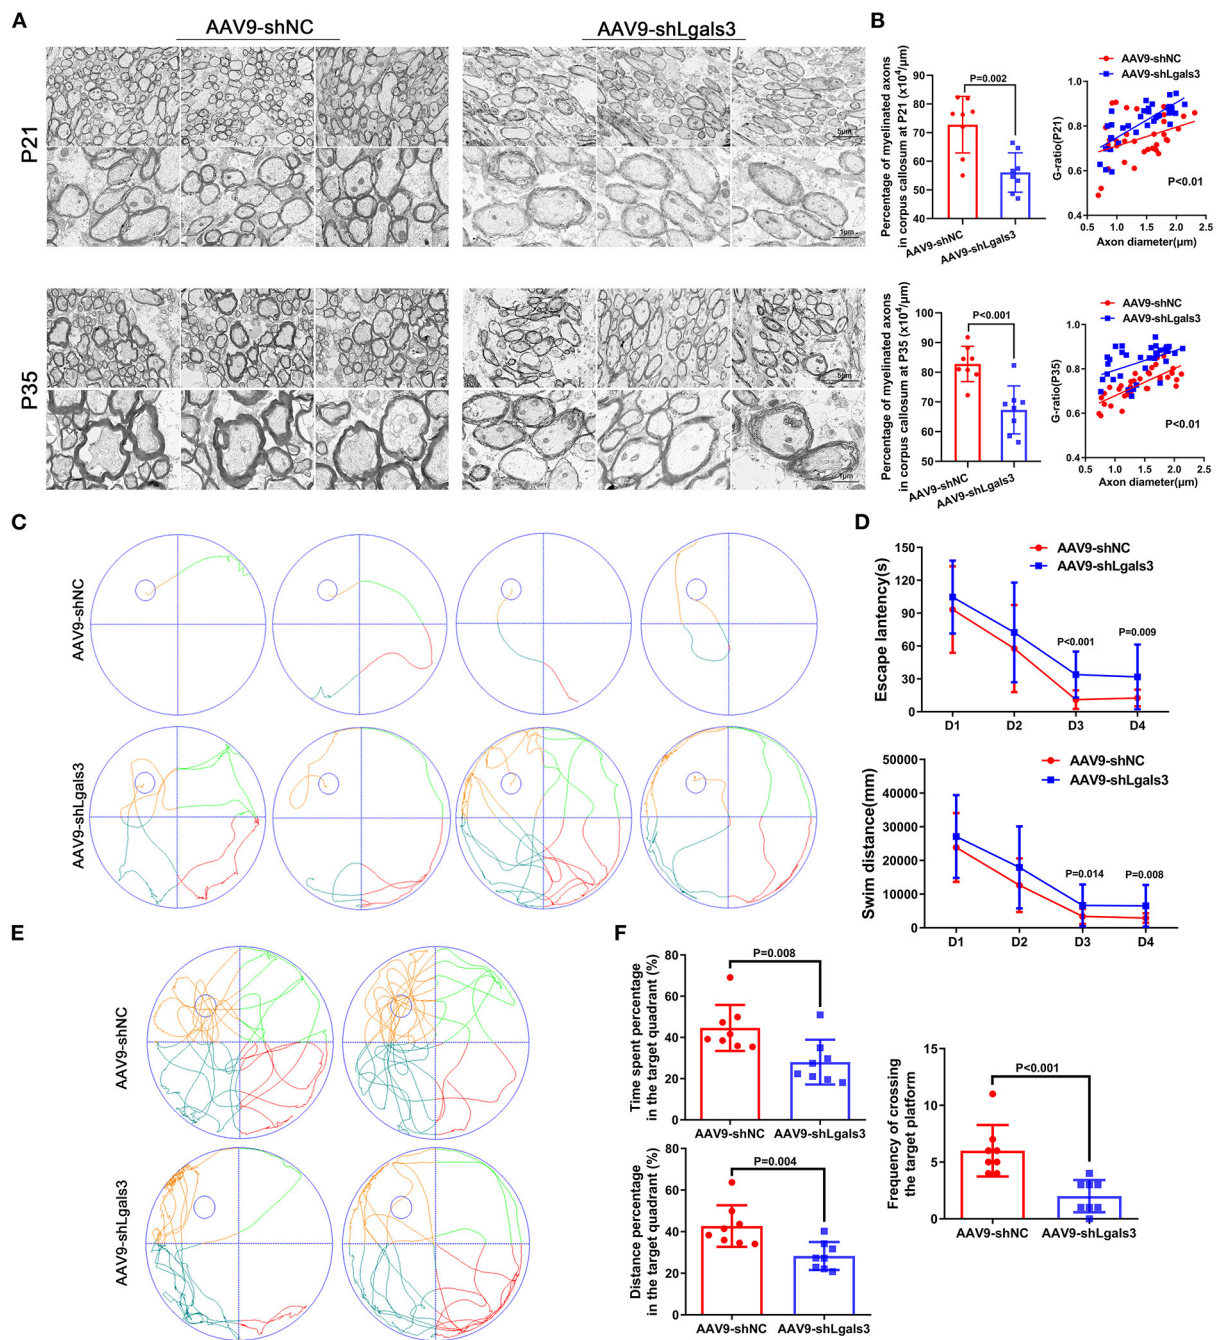 A
AAV9-shNC
AAV9-shLgals3
P21
5μm
1μm
P35
5μm
1μm
B
Percentage of myelinated axons
in corpus callosum at P21 (x10⁴/μm)
100
90
80
70
60
50
40
P=0.002
AAV9-shNC
AAV9-shLgals3
AAV9-shNC
AAV9-shLgals3
G-ratio(P21)
1.0
0.8
0.6
0.4
P<0.01
0.5
1.0
1.5
2.0
2.5
Axon diameter(μm)
Percentage of myelinated axons
in corpus callosum at P35 (x10⁴/μm)
100
90
80
70
60
50
P<0.001
AAV9-shNC
AAV9-shLgals3
AAV9-shNC
AAV9-shLgals3
G-ratio(P35)
1.0
0.8
0.6
0.4
P<0.01
0.5
1.0
1.5
2.0
2.5
Axon diameter(μm)
C
AAV9-shNC
AAV9-shLgals3
D
Escape lantency(s)
150
120
90
60
30
0
AAV9-shNC
AAV9-shLgals3
P<0.001
P=0.009
D1
D2
D3
D4
Swim distance(mm)
50000
40000
30000
20000
10000
0
AAV9-shNC
AAV9-shLgals3
P=0.014
P=0.008
D1
D2
D3
D4
E
AAV9-shNC
AAV9-shLgals3
F
Time spent percentage
in the target quadrant (%)
80
60
40
20
0
P=0.008
AAV9-shNC
AAV9-shLgals3
Distance percentage
in the target quadrant (%)
80
60
40
20
0
P=0.004
AAV9-shNC
AAV9-shLgals3
Frequency of crossing
the target platform
15
10
5
0
P<0.001
AAV9-shNC
AAV9-shLgals3